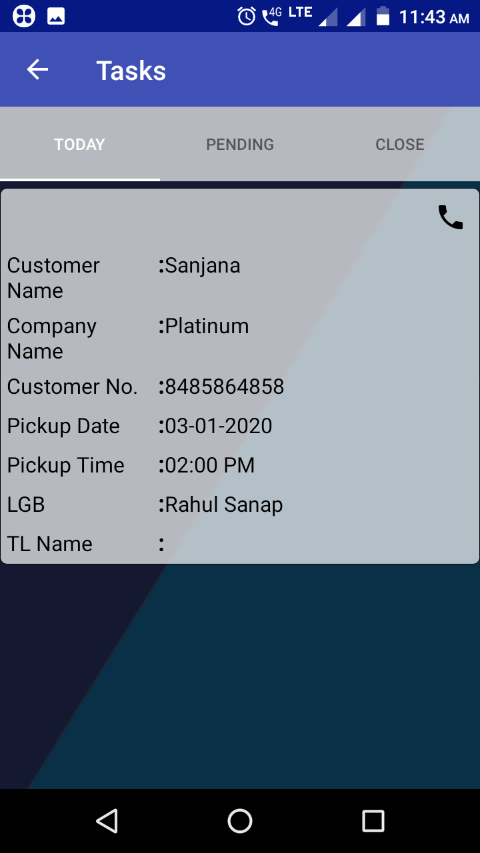 4G LTE 11:43 AM
Tasks
TODAY PENDING CLOSE
Customer Name :Sanjana
Company Name :Platinum
Customer No. :8485864858
Pickup Date :03-01-2020
Pickup Time :02:00 PM
LGB :Rahul Sanap
TL Name :